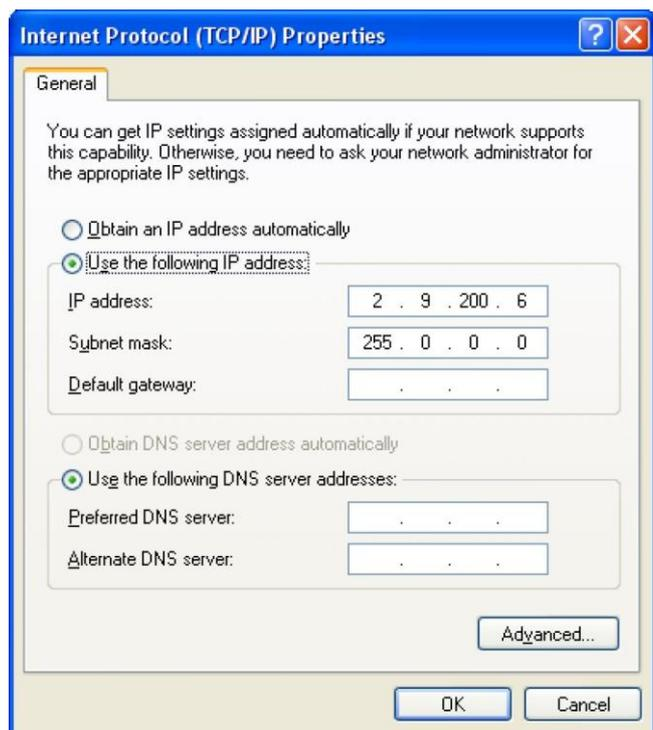 Internet Protocol (TCP/IP) Properties
?
General
You can get IP settings assigned automatically if your network supports
this capability. Otherwise, you need to ask your network administrator for
the appropriate IP settings.
Obtain an IP address automatically
Use the following IP address:
IP address: 2 . 9 . 200 . 6
Subnet mask: 255 . 0 . 0 . 0
Default gateway: . . .
Obtain DNS server address automatically
Use the following DNS server addresses:
Preferred DNS server: . . .
Alternate DNS server: . . .
Advanced...
OK Cancel